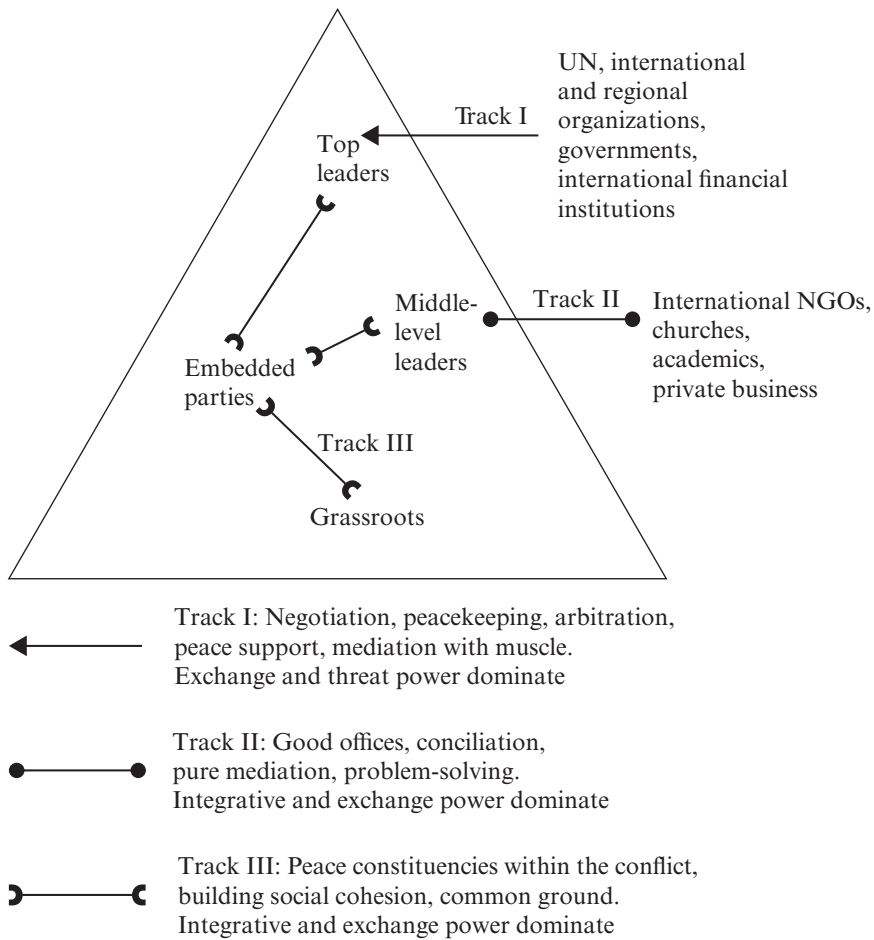 UN, international
and regional
organizations,
governments,
international financial
institutions
Track I
Top
leaders
Middle-
level
leaders
Track II
International NGOs,
churches,
academics,
private business
Embedded
parties
Track III
Grassroots
Track I: Negotiation, peacekeeping, arbitration,
peace support, mediation with muscle.
Exchange and threat power dominate
Track II: Good offices, conciliation,
pure mediation, problem-solving.
Integrative and exchange power dominate
Track III: Peace constituencies within the conflict,
building social cohesion, common ground.
Integrative and exchange power dominate